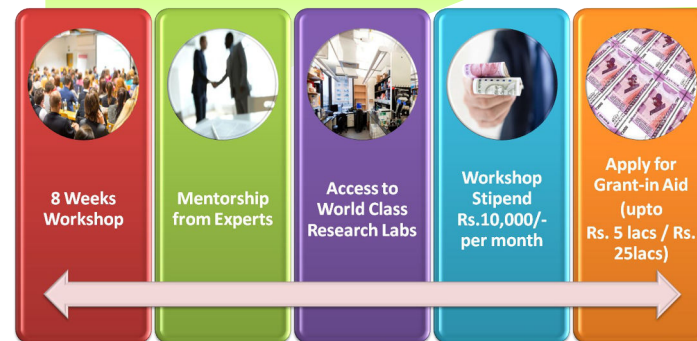 8 Weeks
Workshop
Mentorship
from Experts
Access to
World Class
Research Labs
Workshop
Stipend
Rs.10,000/-
per month
Apply for
Grant-in Aid
(upto
Rs. 5 lacs / Rs.
25lacs)